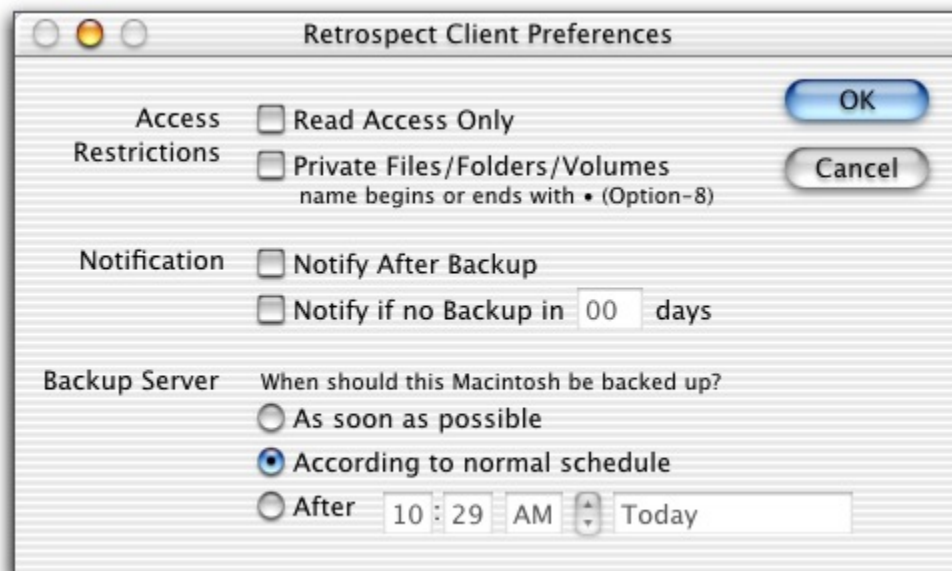 Retrospect Client Preferences
Access
Restrictions
Read Access Only
Private Files/Folders/Volumes
name begins or ends with • (Option-8)
OK
Cancel
Notification
Notify After Backup
Notify if no Backup in 00 days
Backup Server
When should this Macintosh be backed up?
As soon as possible
According to normal schedule
After 10 : 29 AM Today